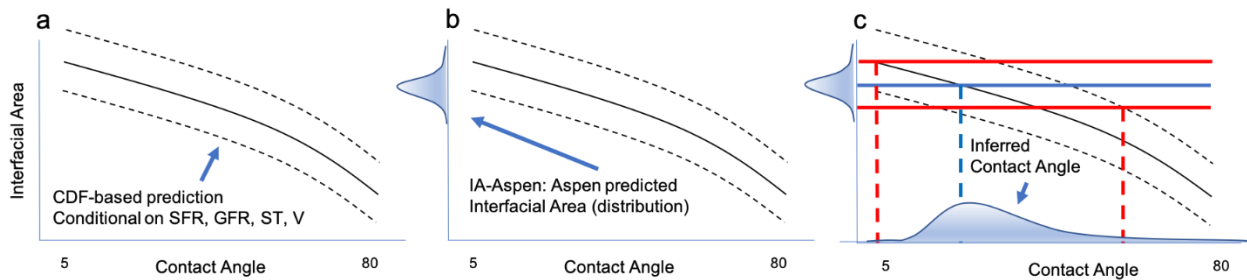 a
Interfacial Area
CDF-based prediction
Conditional on SFR, GFR, ST, V
5
Contact Angle
80
b
IA-Aspen: Aspen predicted
Interfacial Area (distribution)
5
Contact Angle
80
c
Inferred
Contact Angle
5
Contact Angle
80